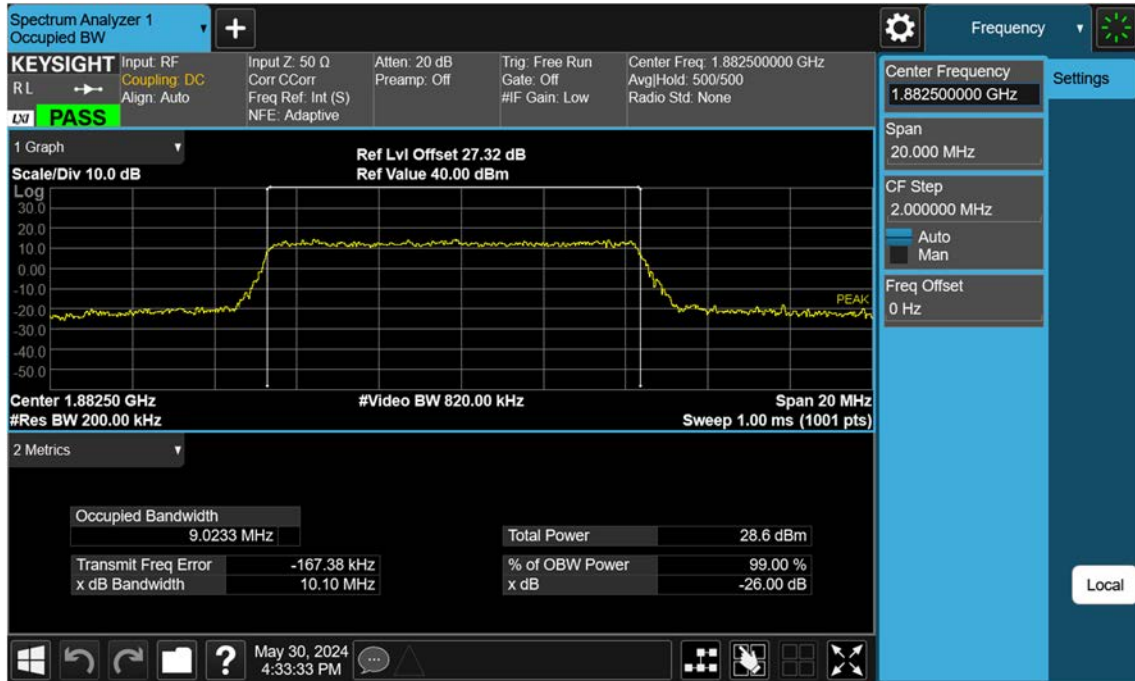 Spectrum Analyzer 1
Occupied BW
Frequency
KEYSIGHT
R L
LXI
PASS
Input: RF
Coupling: DC
Align: Auto
Input Z: 50 Ω
Corr CCorr
Freq Ref: Int (S)
NFE: Adaptive
Atten: 20 dB
Preamp: Off
Trig: Free Run
Gate: Off
#IF Gain: Low
Center Freq: 1.882500000 GHz
Avg|Hold: 500/500
Radio Std: None
1 Graph
Scale/Div 10.0 dB
Ref Lvl Offset 27.32 dB
Ref Value 40.00 dBm
Log
30.0
20.0
10.0
0.00
-10.0
-20.0
-30.0
-40.0
-50.0
PEAK
Center 1.88250 GHz
#Video BW 820.00 kHz
Span 20 MHz
#Res BW 200.00 kHz
Sweep 1.00 ms (1001 pts)
2 Metrics
Occupied Bandwidth
9.0233 MHz
Total Power 28.6 dBm
Transmit Freq Error -167.38 kHz
% of OBW Power 99.00 %
x dB Bandwidth 10.10 MHz
x dB -26.00 dB
May 30, 2024
4:33:33 PM
?
Center Frequency
1.882500000 GHz
Settings
Span
20.000 MHz
CF Step
2.000000 MHz
Auto
Man
Freq Offset
0 Hz
Local